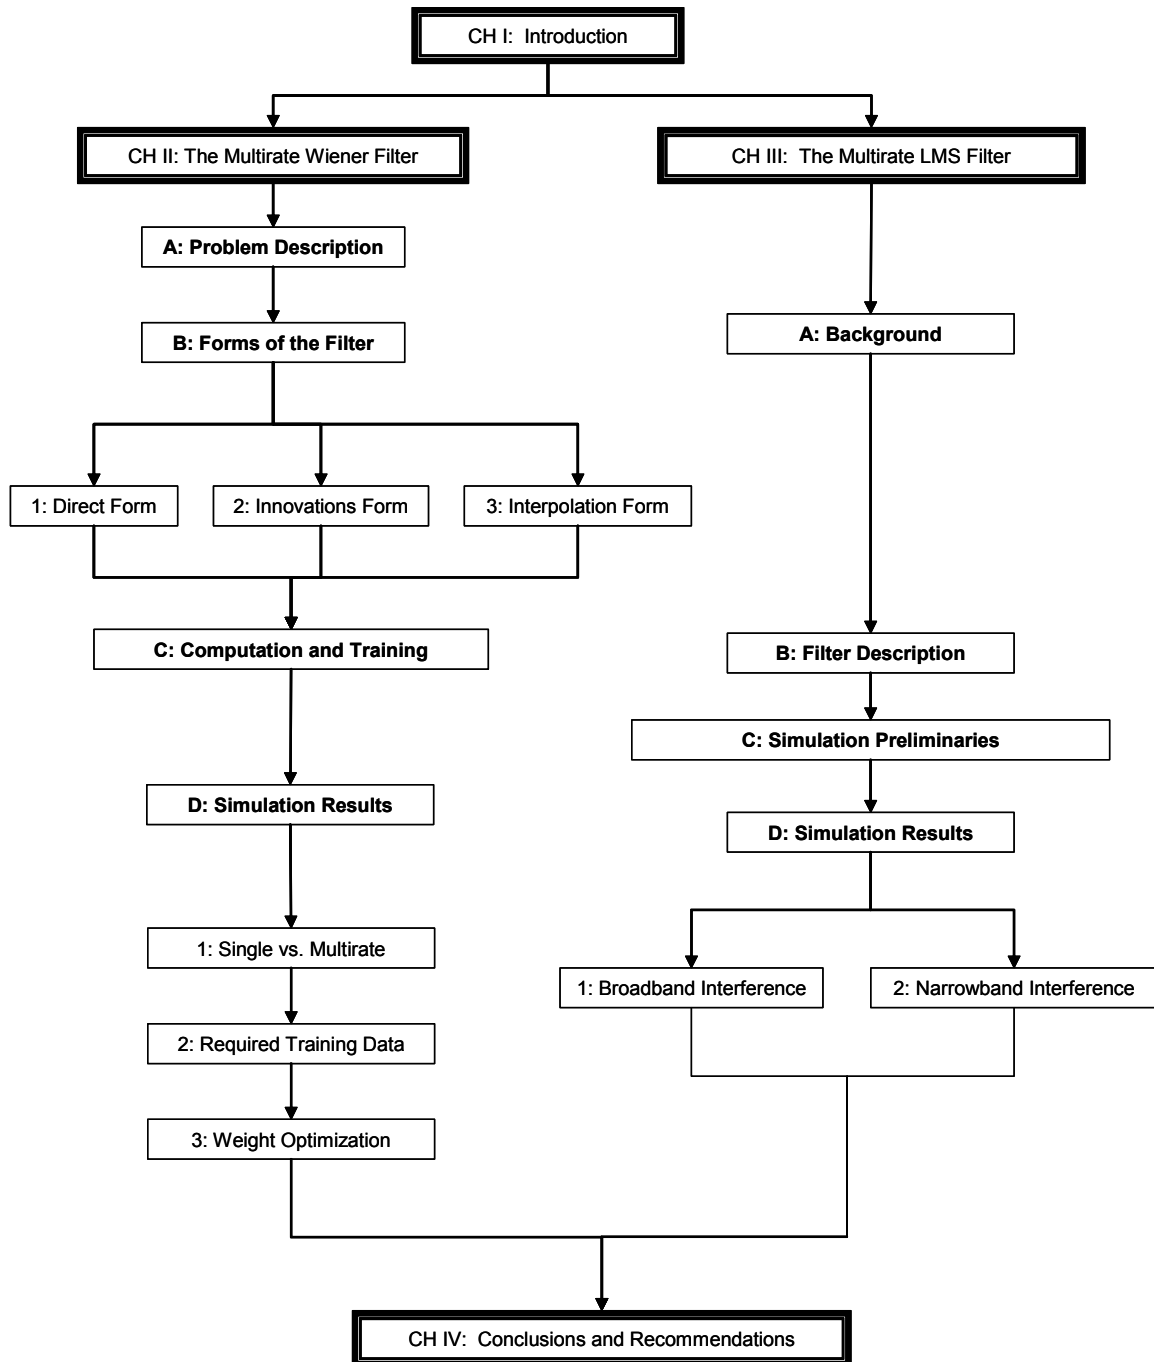 CH I: Introduction
CH II: The Multirate Wiener Filter
CH III: The Multirate LMS Filter
A: Problem Description
B: Forms of the Filter
1: Direct Form
2: Innovations Form
3: Interpolation Form
C: Computation and Training
D: Simulation Results
1: Single vs. Multirate
2: Required Training Data
3: Weight Optimization
A: Background
B: Filter Description
C: Simulation Preliminaries
D: Simulation Results
1: Broadband Interference
2: Narrowband Interference
CH IV: Conclusions and Recommendations